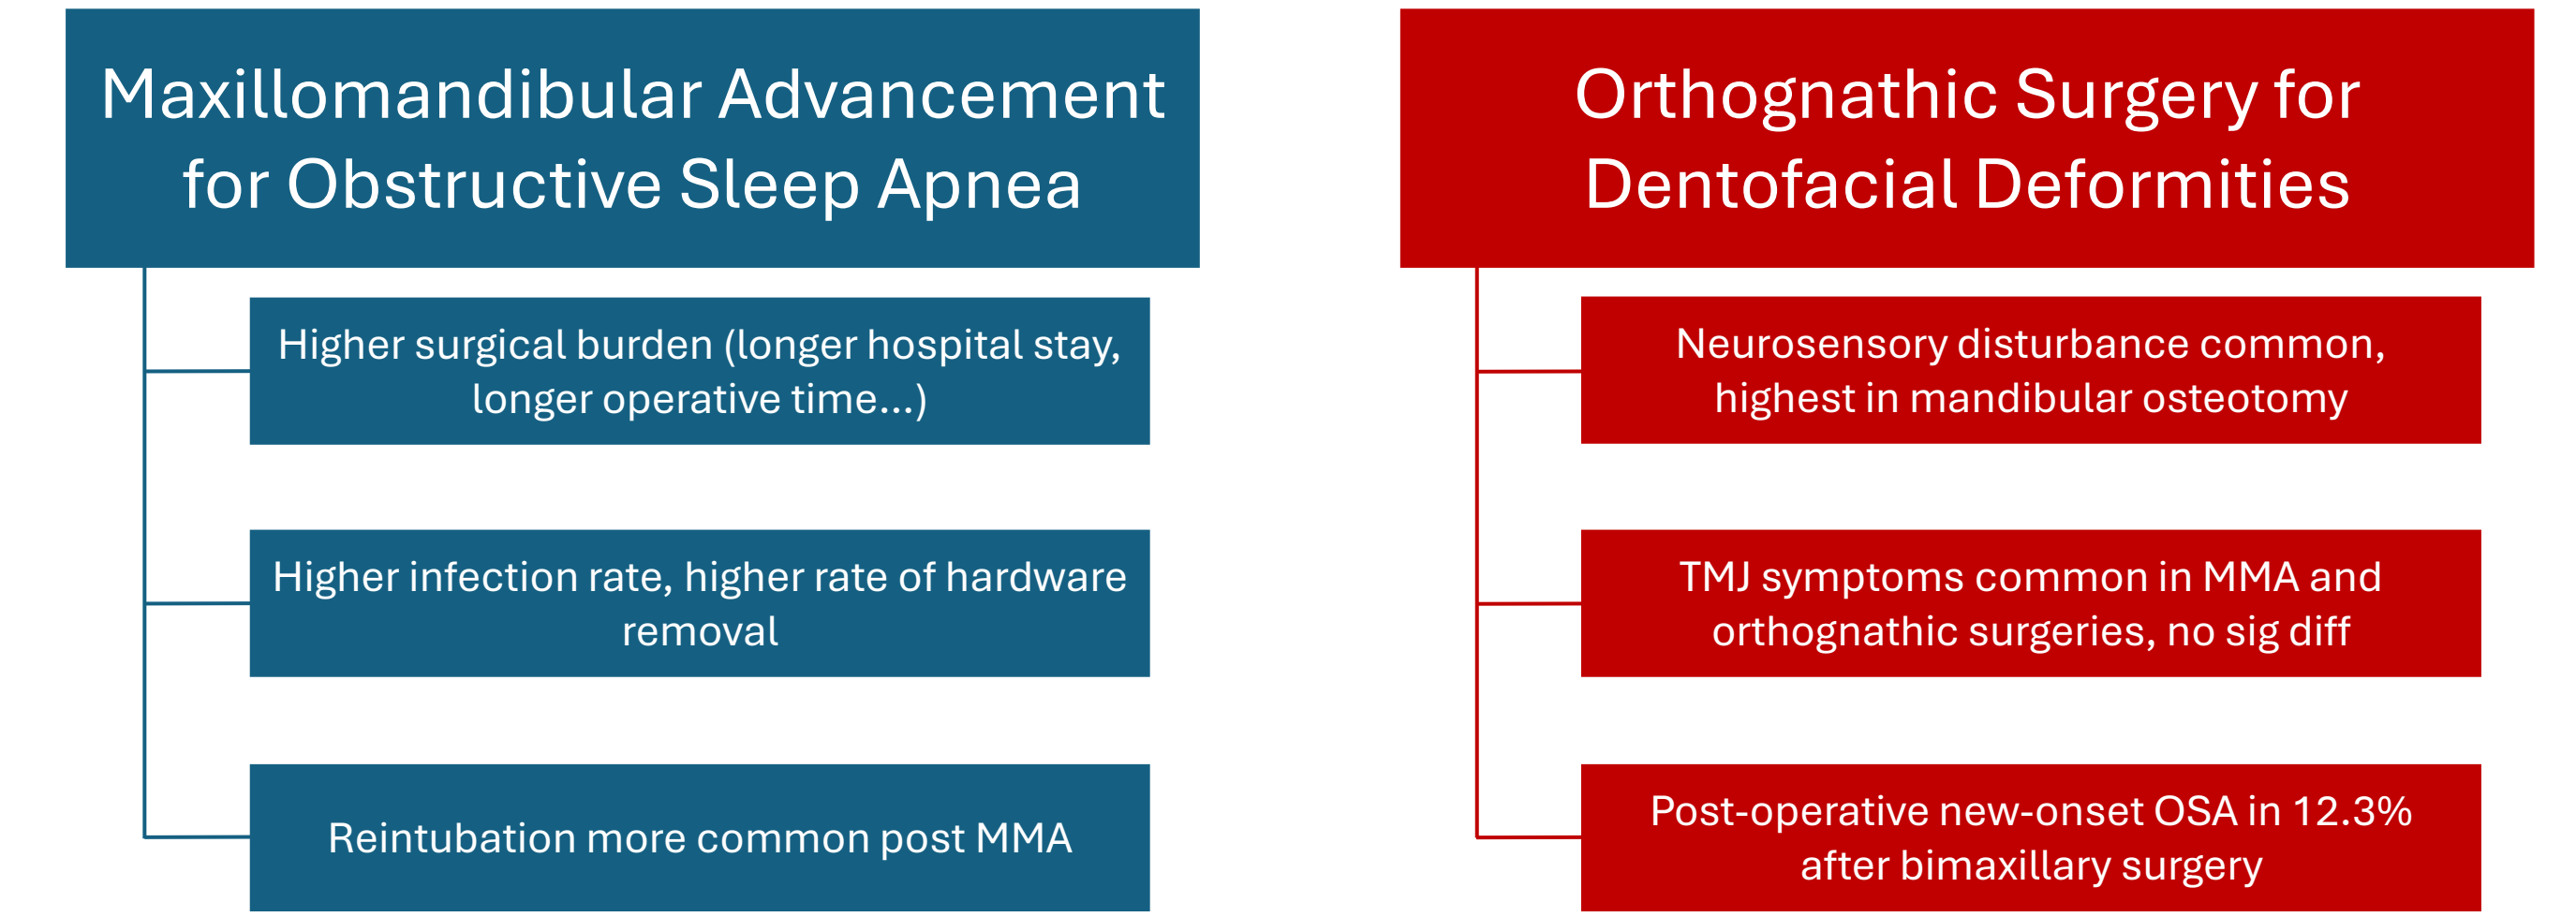 Maxillomandibular Advancement
for Obstructive Sleep Apnea
Higher surgical burden (longer hospital stay,
longer operative time...)
Higher infection rate, higher rate of hardware
removal
Reintubation more common post MMA
Orthognathic Surgery for
Dentofacial Deformities
Neurosensory disturbance common,
highest in mandibular osteotomy
TMJ symptoms common in MMA and
orthognathic surgeries, no sig diff
Post-operative new-onset OSA in 12.3%
after bimaxillary surgery